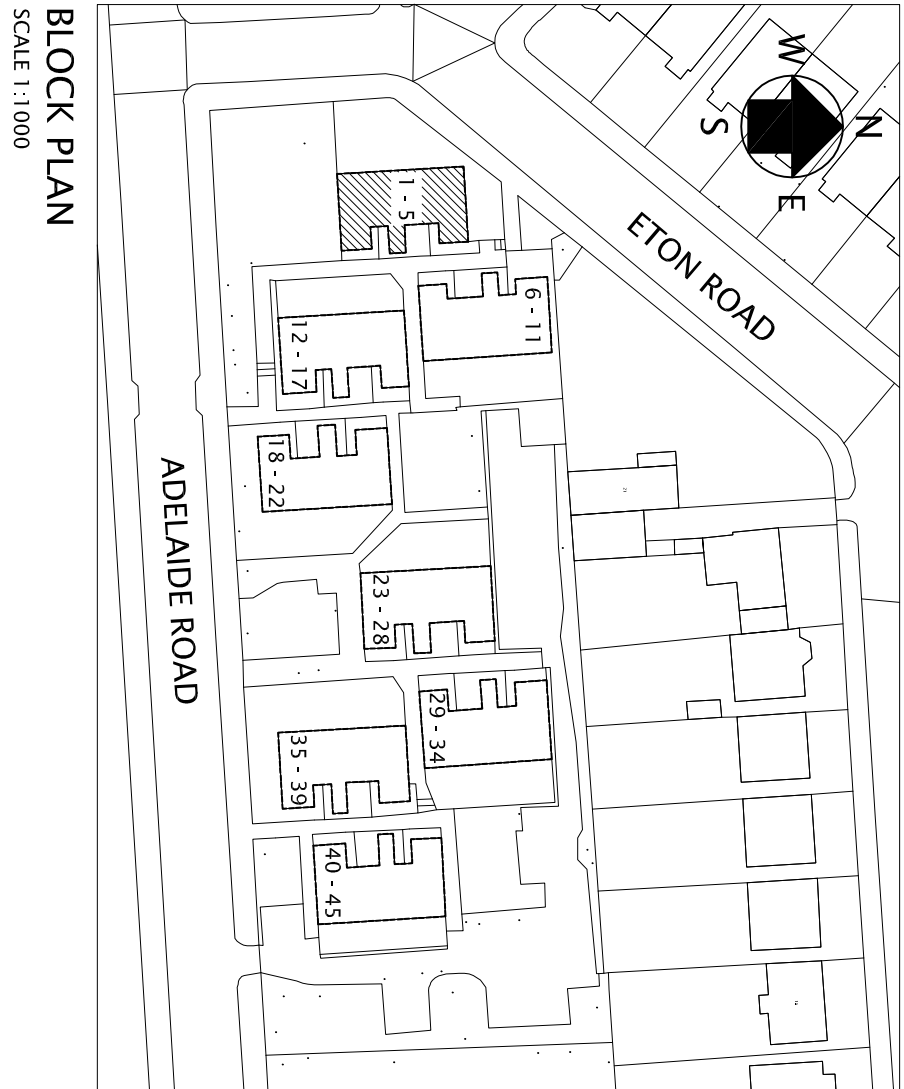 BLOCK PLAN
SCALE 1:1000
W
N
S
E
ETON ROAD
ADELAIDE ROAD
1 - 5
6 - 11
12 - 17
18 - 22
23 - 28
29 - 34
35 - 39
40 - 45